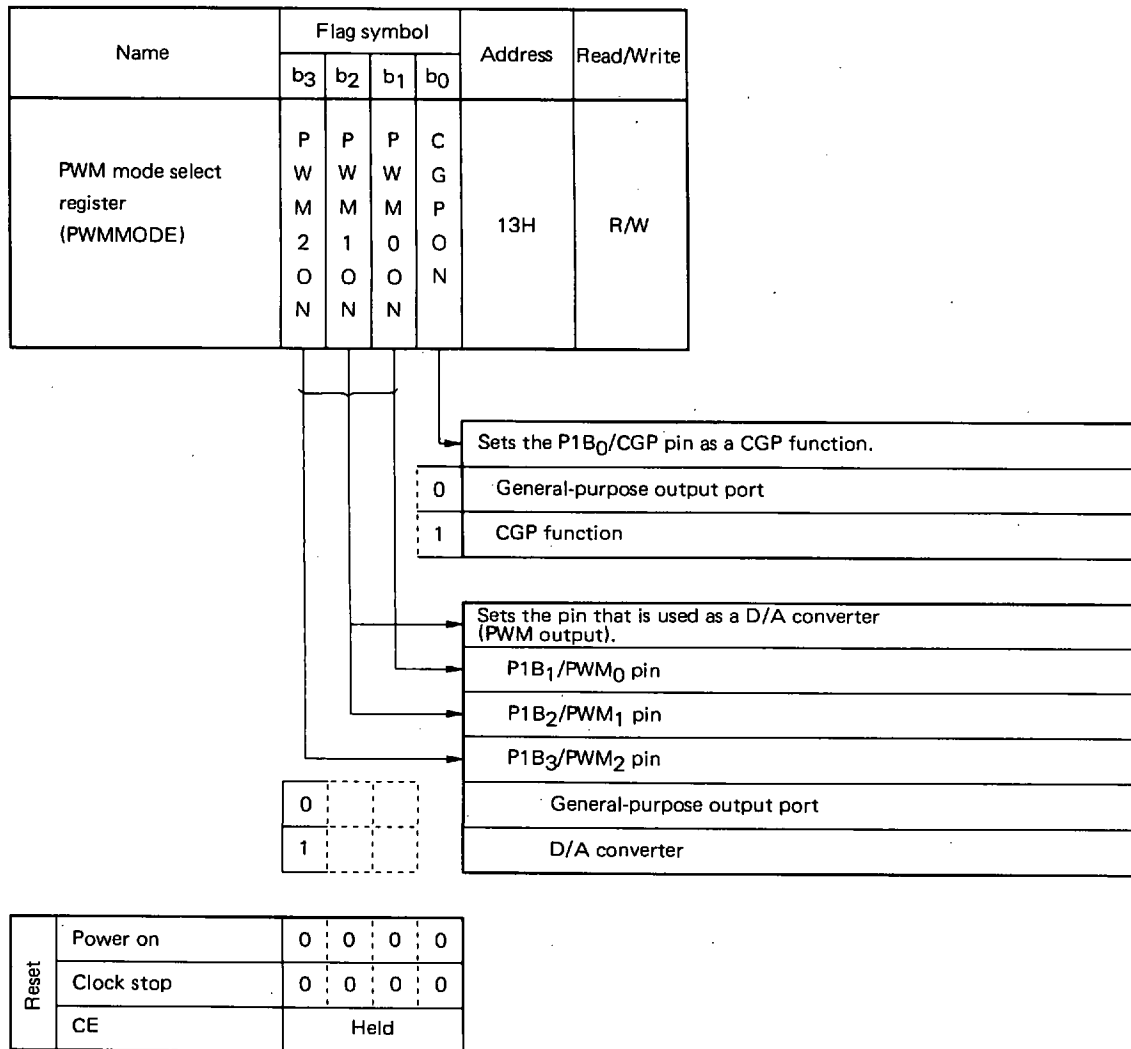 Name
Flag symbol
Address
Read/Write
b3 b2 b1 b0
PWM mode select
register
(PWMMODE)
PWM2ON
PWM1ON
PWM0ON
CGPON
13H
R/W
Sets the P1B0/CGP pin as a CGP function.
0 General-purpose output port
1 CGP function
Sets the pin that is used as a D/A converter
(PWM output).
P1B1/PWM0 pin
P1B2/PWM1 pin
P1B3/PWM2 pin
0 General-purpose output port
1 D/A converter
Reset
Power on 0 0 0 0
Clock stop 0 0 0 0
CE Held